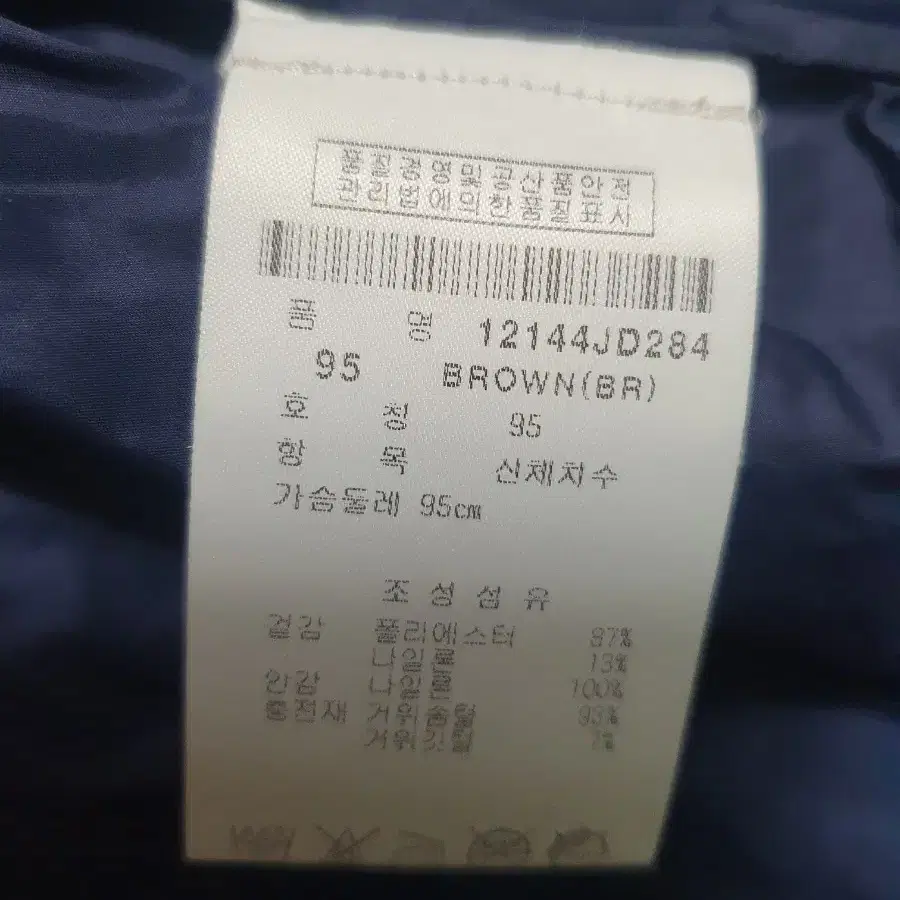 품질경영및공산품안전
관리법에의한품질표시
품 명 12144JD284
95 BROWN(BR)
호 칭 95
항 목 신체치수
가슴둘레 95cm
조성섬유
겉감 폴리에스터 87%
나일론 13%
안감 나일론 100%
충전재 거위솜털 93%
거위깃털 7%